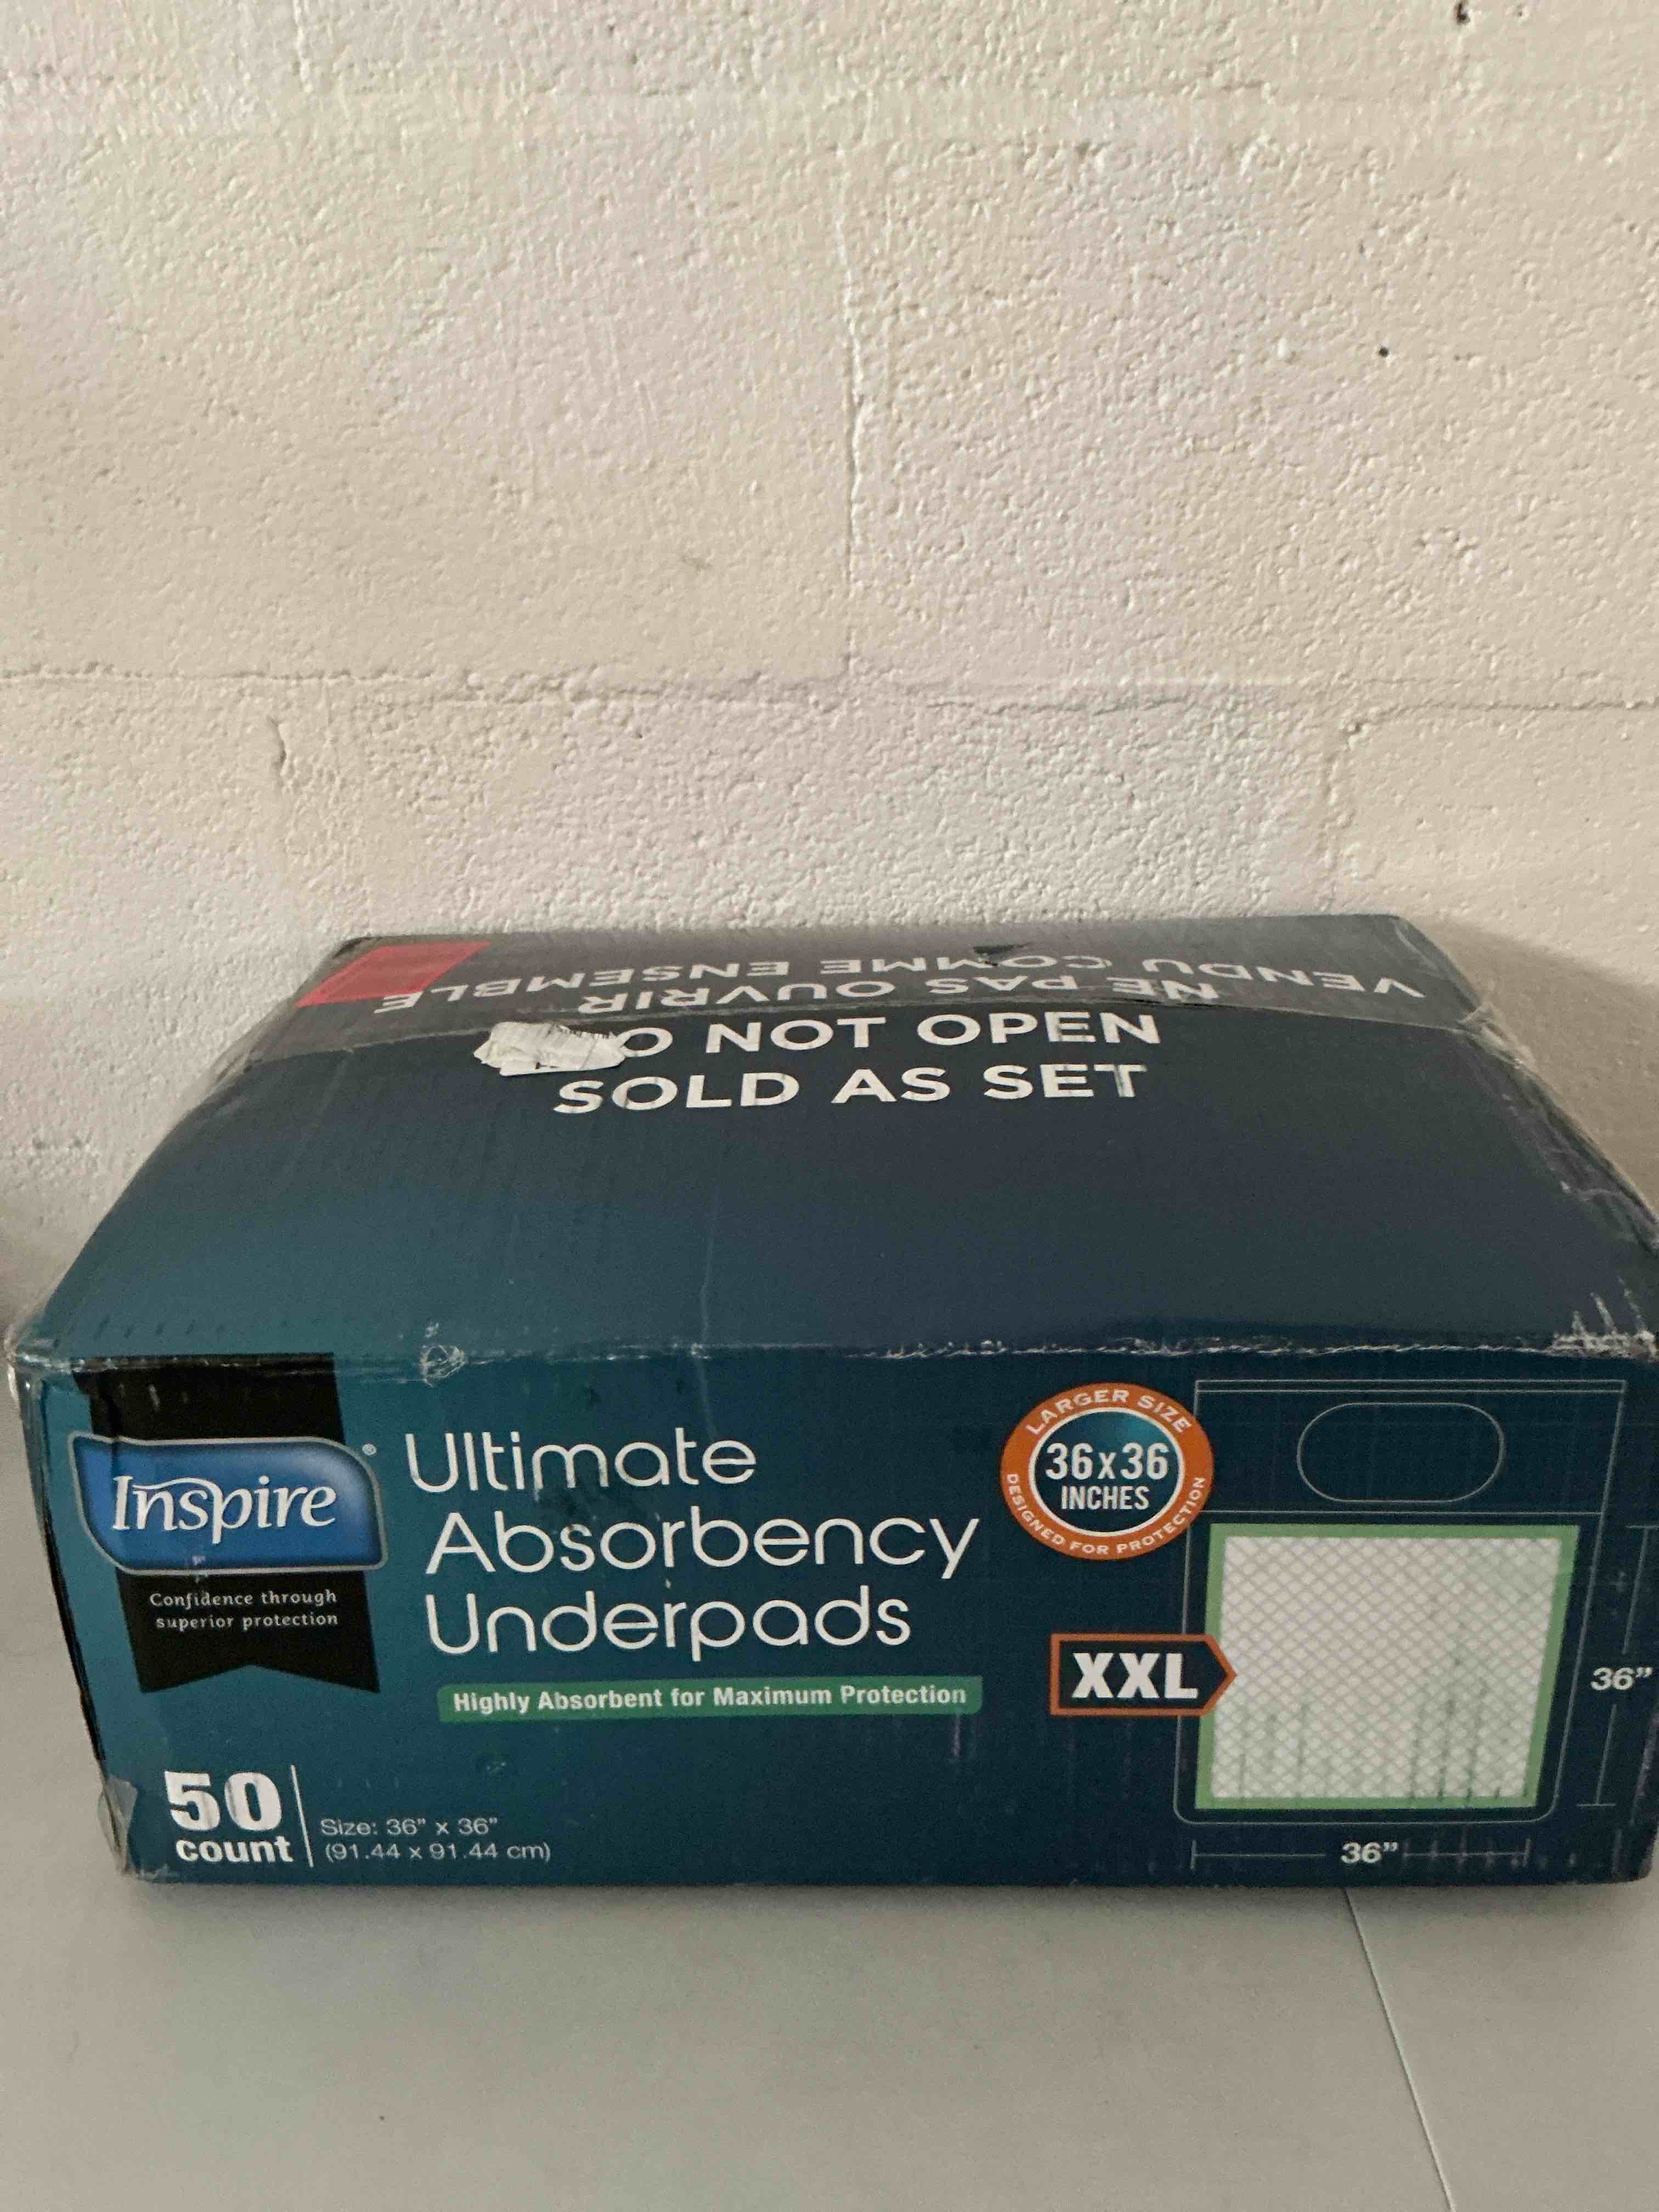 VENDU COMME ENSEMBLE
NE PAS OUVRIR
O NOT OPEN
SOLD AS SET
Inspire®
Confidence through
superior protection
Ultimate
Absorbency
Underpads
Highly Absorbent for Maximum Protection
50
count
Size: 36" x 36"
(91.44 x 91.44 cm)
LARGER SIZE
36x36
INCHES
DESIGNED FOR PROTECTION
XXL
36"
36"